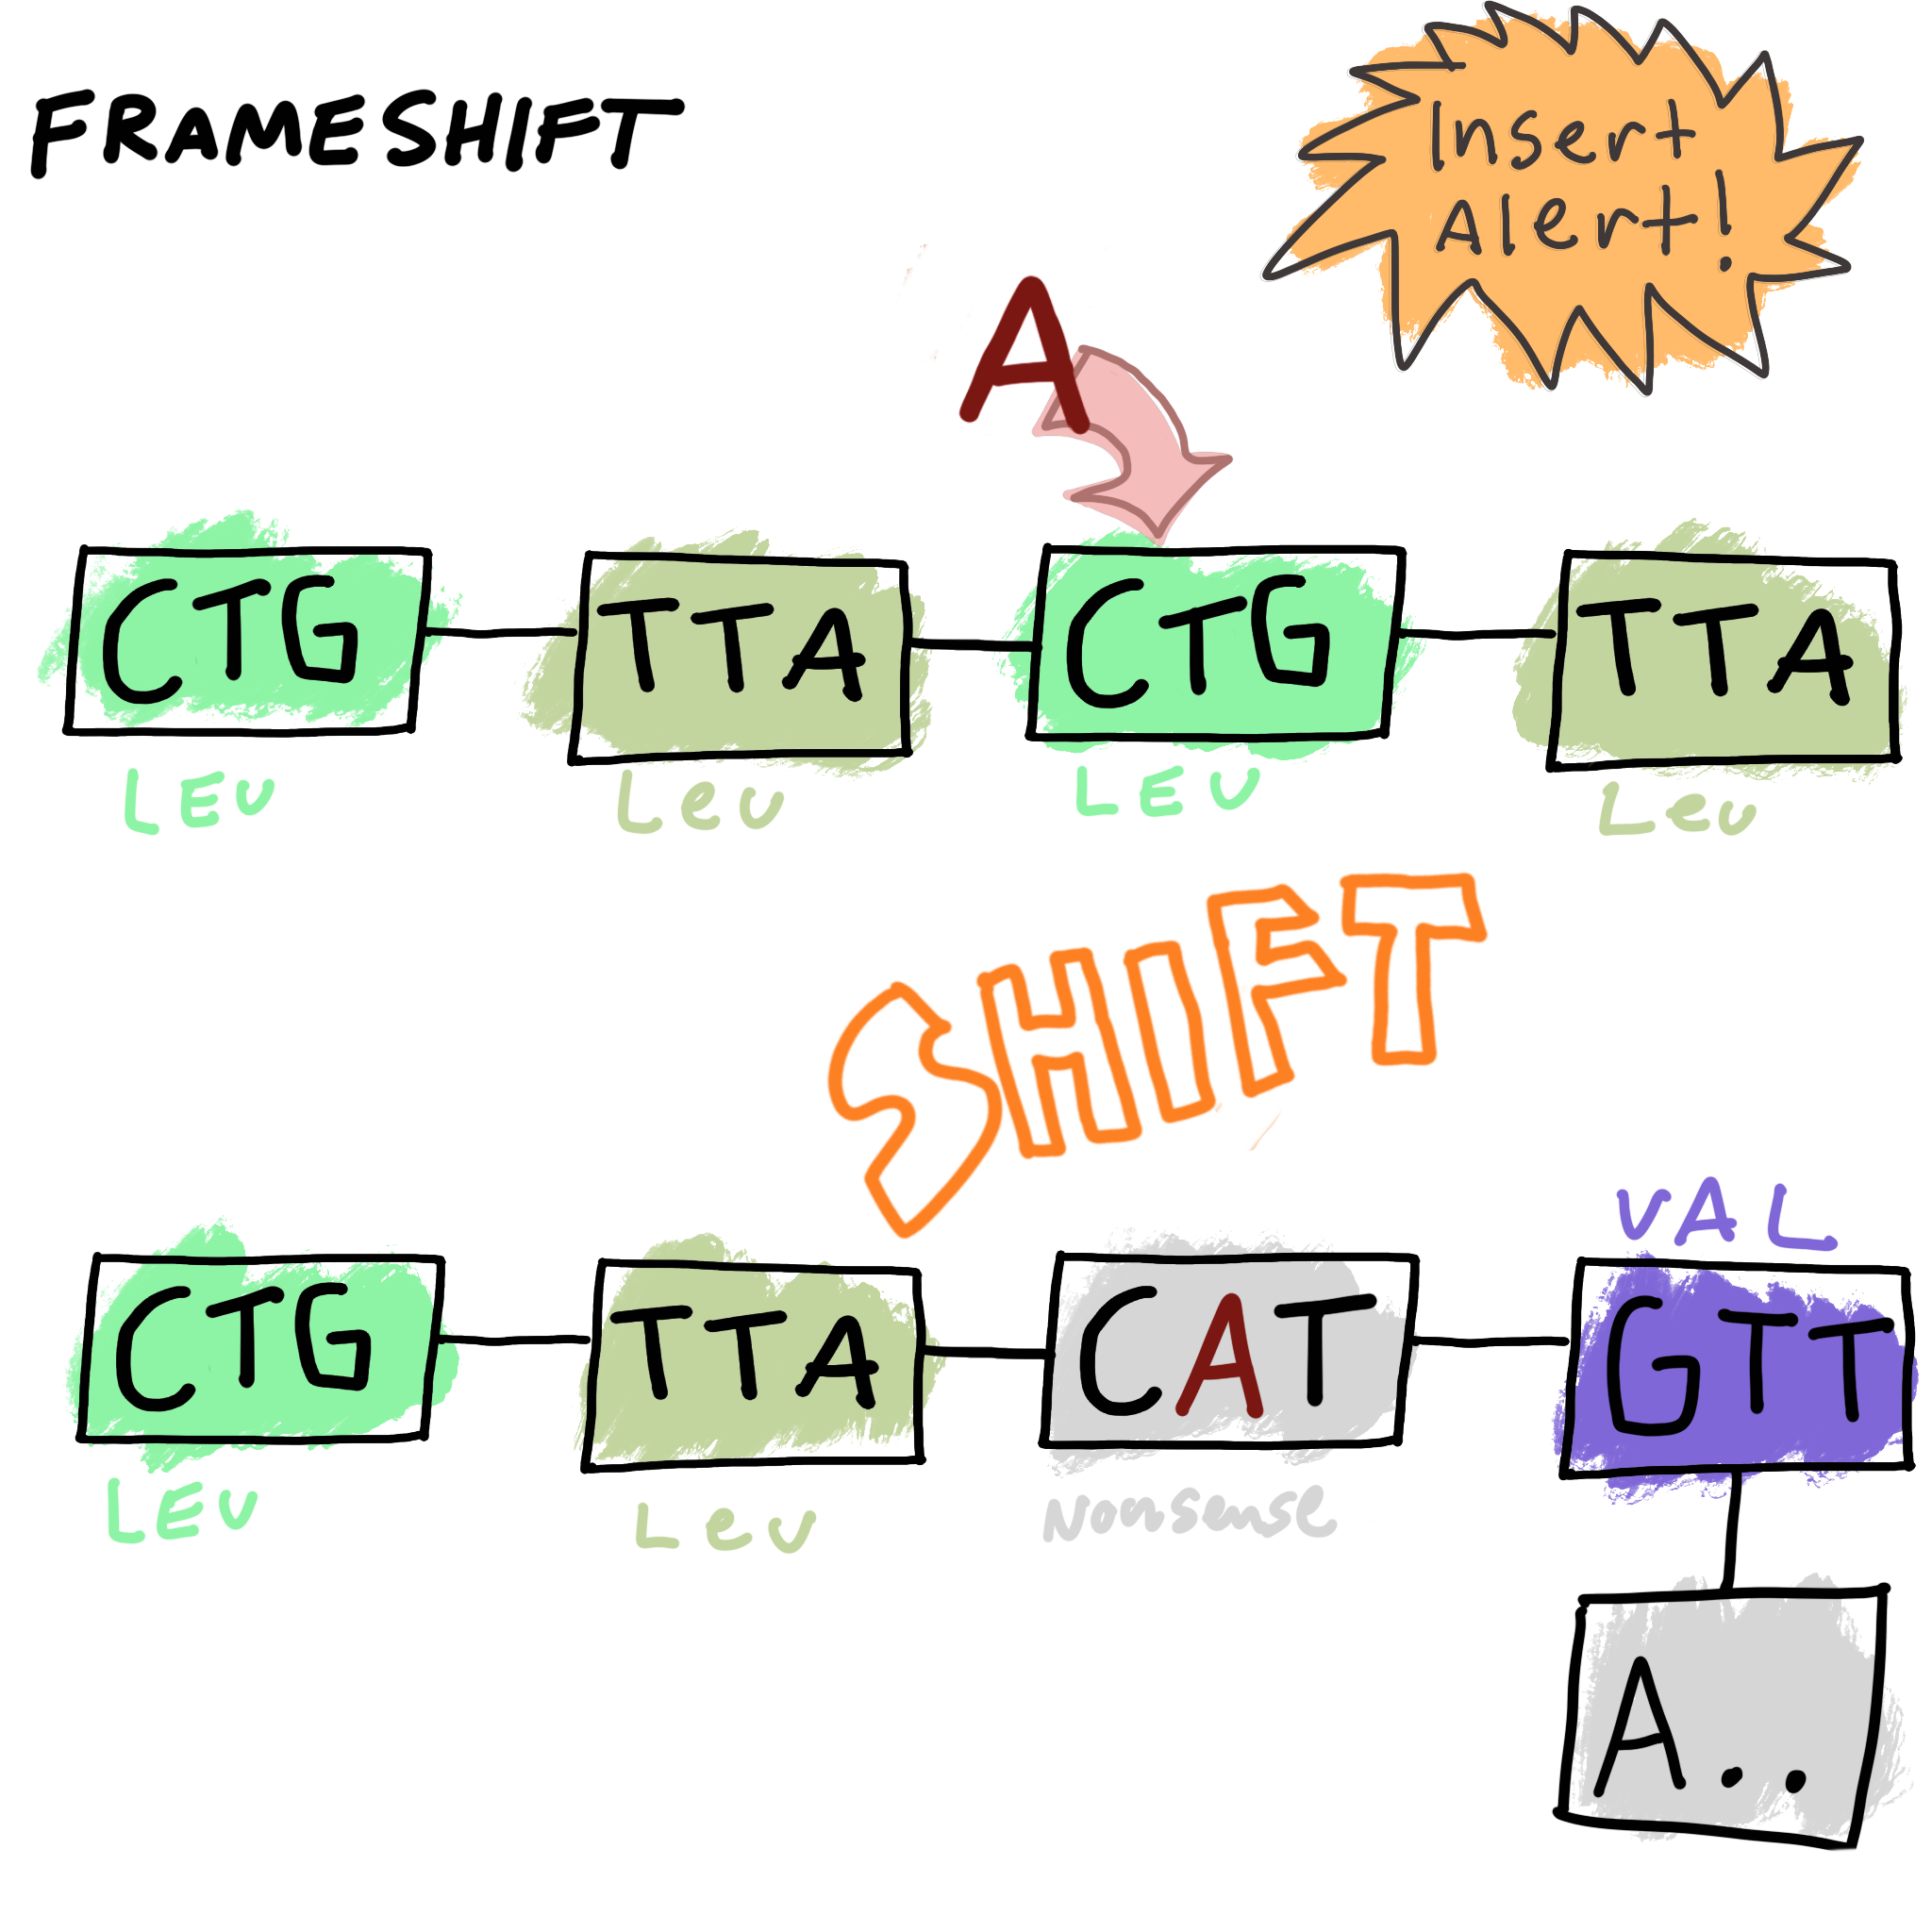 FRAMESHIFT
Insert
Alert!
A
CTG TTA CTG TTA
LEU Leu LEU Leu
SHIFT
VAL
CTG TTA CAT GTT
LEU Leu Nonsense
A..